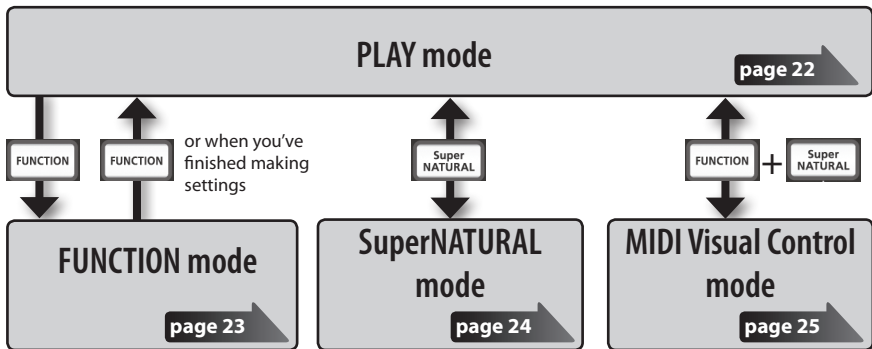 PLAY mode
page 22
FUNCTION
FUNCTION
or when you've
finished making
settings
Super
NATURAL
FUNCTION
+
Super
NATURAL
FUNCTION mode
page 23
SuperNATURAL
mode
page 24
MIDI Visual Control
mode
page 25